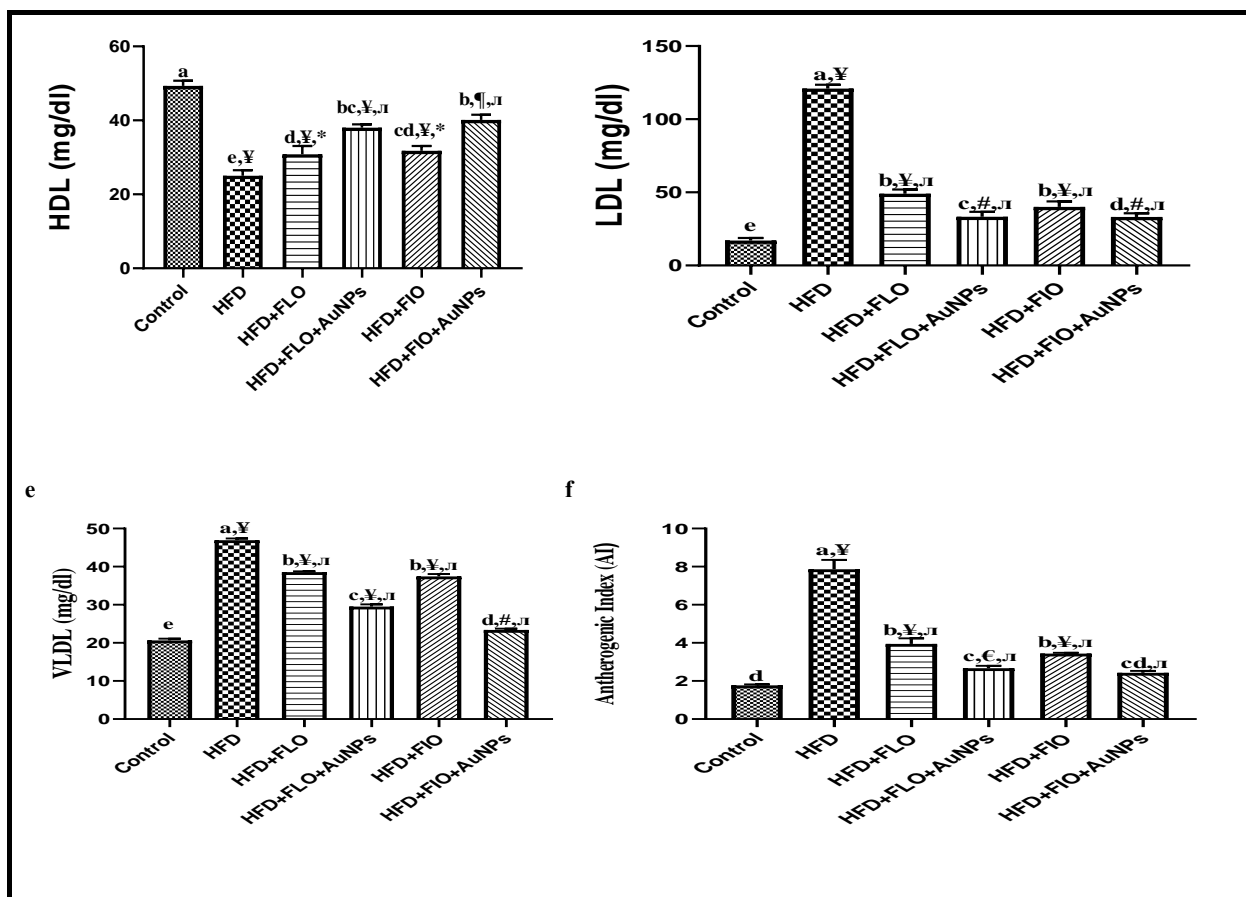 HDL (mg/dl)
60
40
20
0
a
e,¥
d,¥,*
bc,¥,л
cd,¥,*
b,¶,л
Control
HFD
HFD+FLO
HFD+FLO+AuNPs
HFD+FIO
HFD+FIO+AuNPs
LDL (mg/dl)
150
100
50
0
e
a,¥
b,¥,л
c,#,л
b,¥,л
d,#,л
Control
HFD
HFD+FLO
HFD+FLO+AuNPs
HFD+FIO
HFD+FIO+AuNPs
e
VLDL (mg/dl)
50
40
30
20
10
0
e
a,¥
b,¥,л
c,¥,л
b,¥,л
d,#,л
Control
HFD
HFD+FLO
HFD+FLO+AuNPs
HFD+FIO
HFD+FIO+AuNPs
f
Antherogenic Index (AI)
10
8
6
4
2
0
d
a,¥
b,¥,л
c,€,л
b,¥,л
cd,л
Control
HFD
HFD+FLO
HFD+FLO+AuNPs
HFD+FIO
HFD+FIO+AuNPs